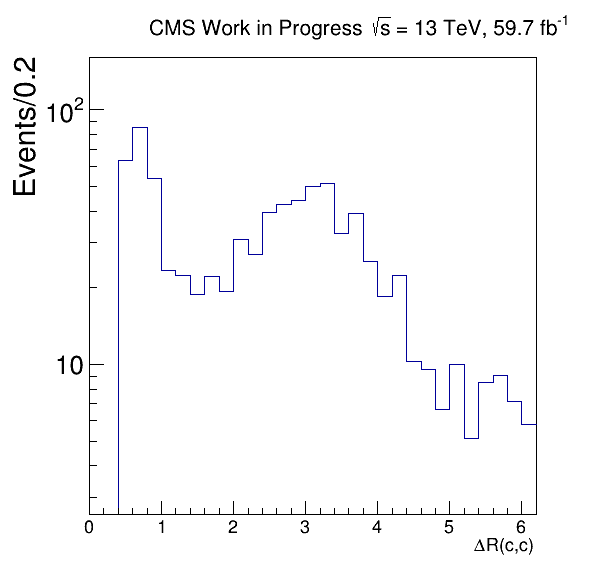 CMS Work in Progress √s = 13 TeV, 59.7 fb⁻¹
Events/0.2
10²
10
0 1 2 3 4 5 6
ΔR(c,c)